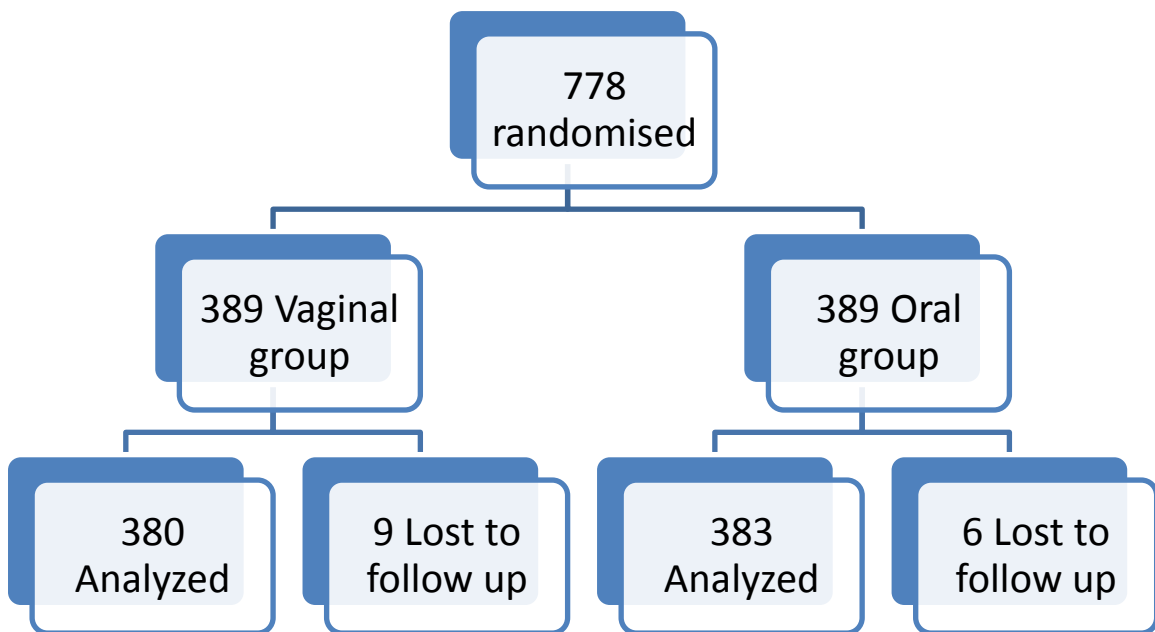 778
randomised
389 Vaginal
group
389 Oral
group
380
Analyzed
9 Lost to
follow up
383
Analyzed
6 Lost to
follow up